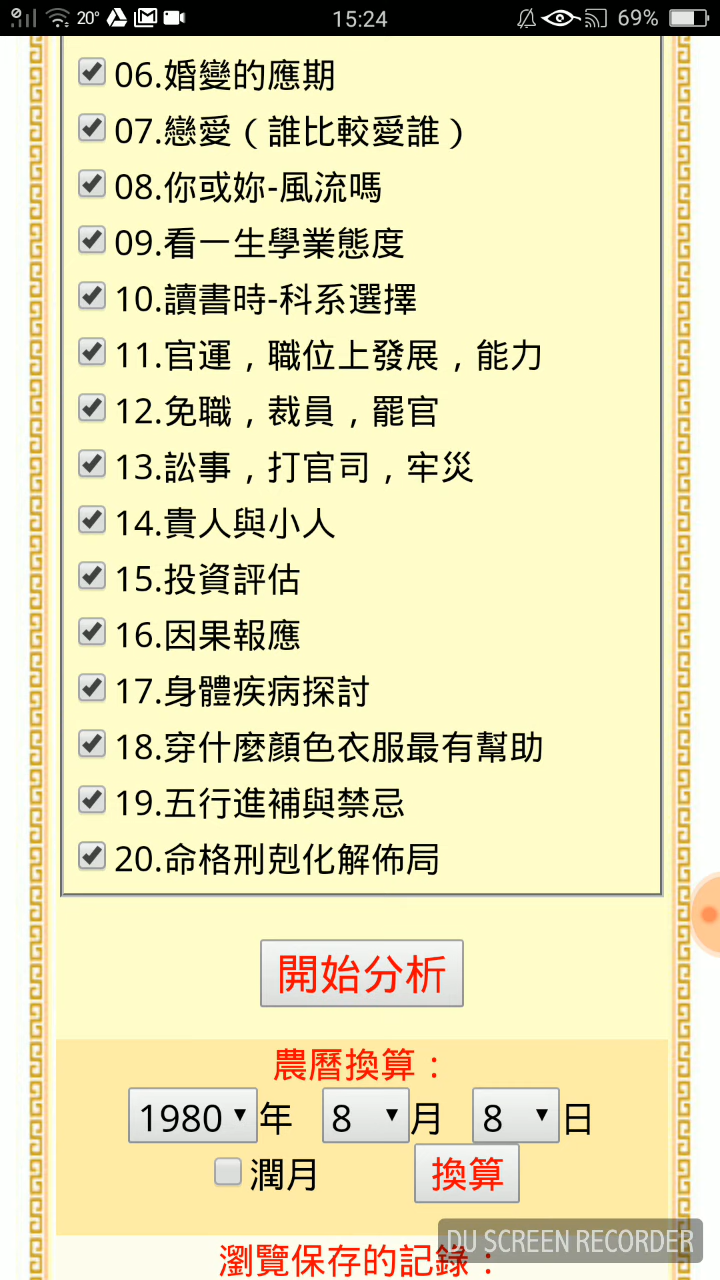 20° 15:24 69%
06.婚變的應期
07.戀愛（誰比較愛誰）
08.你或妳-風流嗎
09.看一生學業態度
10.讀書時-科系選擇
11.官運，職位上發展，能力
12.免職，裁員，罷官
13.訟事，打官司，牢災
14.貴人與小人
15.投資評估
16.因果報應
17.身體疾病探討
18.穿什麼顏色衣服最有幫助
19.五行進補與禁忌
20.命格刑剋化解佈局
開始分析
農曆換算：
1980 年 8 月 8 日
潤月 換算
DU SCREEN RECORDER
瀏覽保存的記錄：